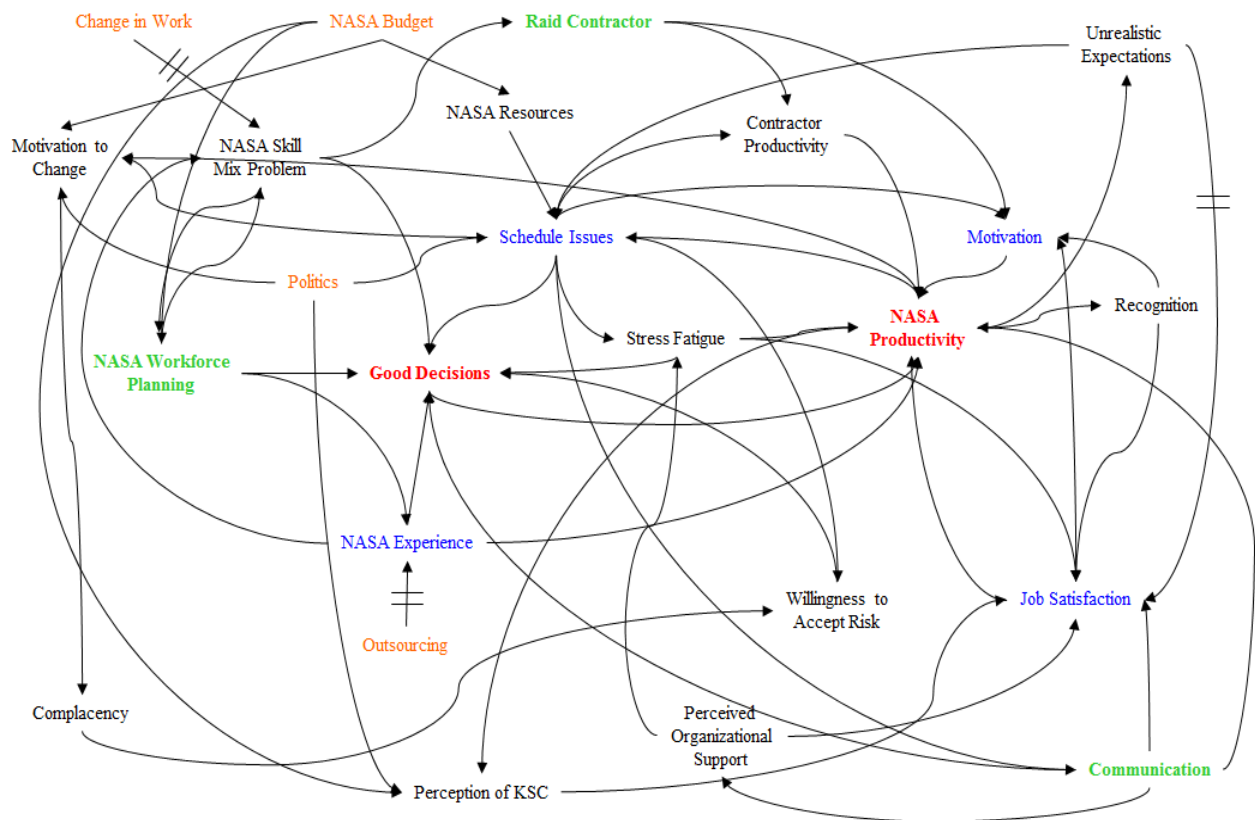 Change in Work
NASA Budget
Raid Contractor
Unrealistic
Expectations
NASA Resources
Motivation to
Change
NASA Skill
Mix Problem
Contractor
Productivity
Schedule Issues
Motivation
Politics
Recognition
NASA
Productivity
Stress Fatigue
NASA Workforce
Planning
Good Decisions
NASA Experience
Willingness to
Accept Risk
Job Satisfaction
Outsourcing
Complacency
Perceived
Organizational
Support
Communication
Perception of KSC